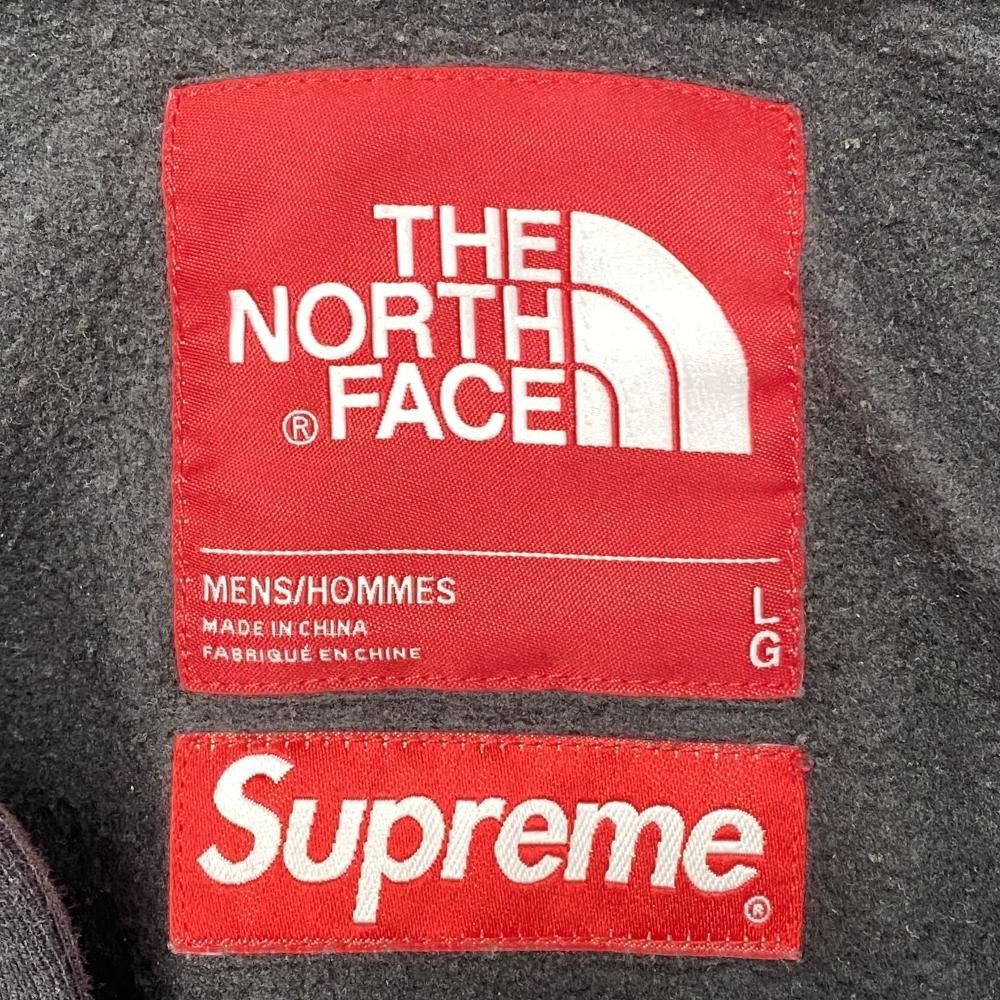 THE
NORTH
® FACE
MENS/HOMMES
MADE IN CHINA
FABRIQUÉ EN CHINE
L
G
Supreme
®